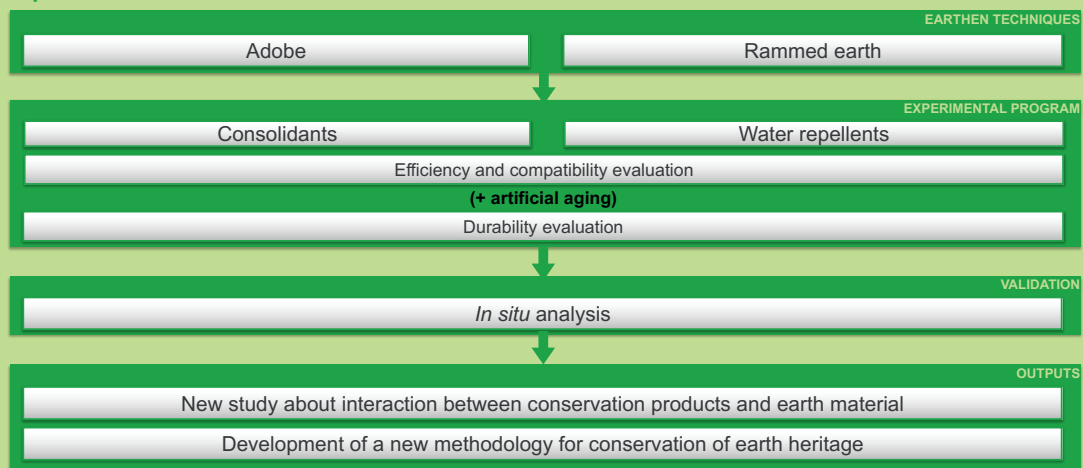 EARTHEN TECHNIQUES
Adobe
Rammed earth
EXPERIMENTAL PROGRAM
Consolidants
Water repellents
Efficiency and compatibility evaluation
(+ artificial aging)
Durability evaluation
VALIDATION
In situ analysis
OUTPUTS
New study about interaction between conservation products and earth material
Development of a new methodology for conservation of earth heritage